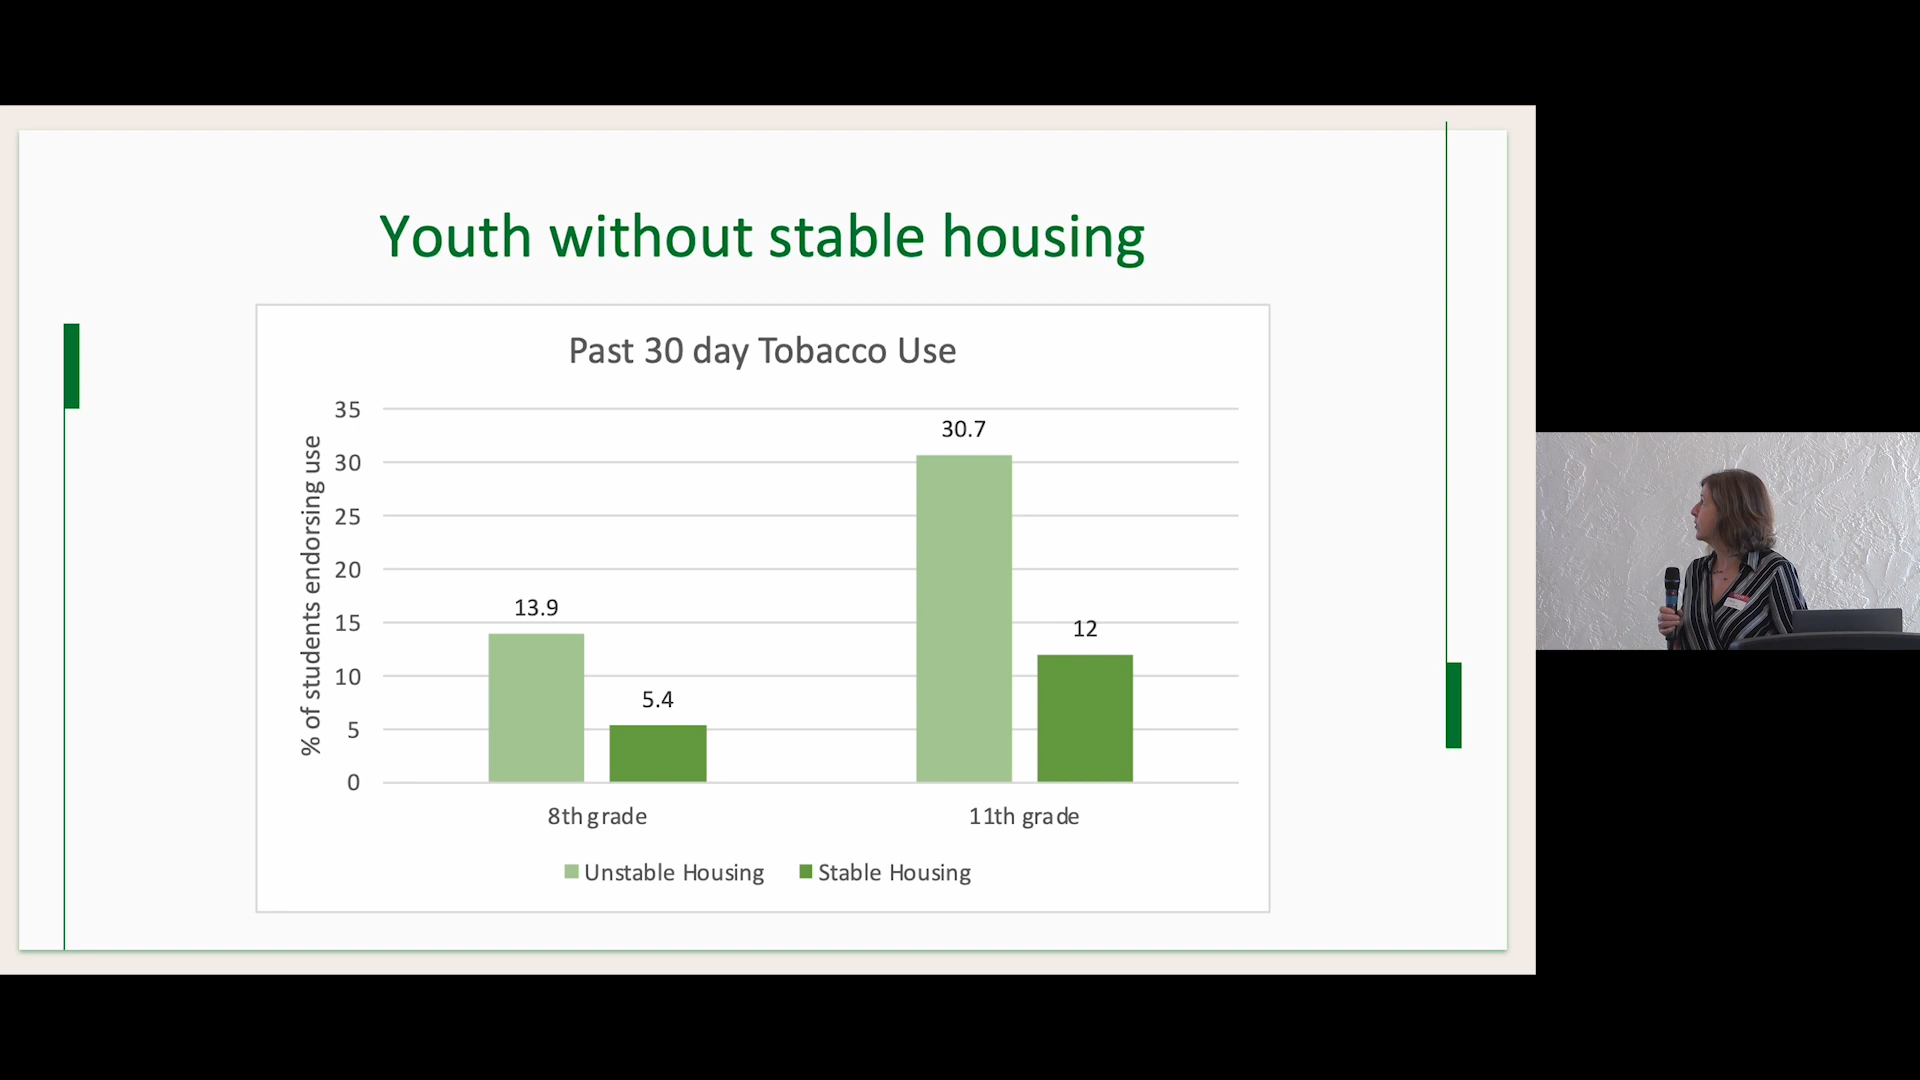 Youth without stable housing
Past 30 day Tobacco Use
% of students endorsing use
35
30
25
20
15
10
5
0
13.9
5.4
30.7
12
8th grade
11th grade
Unstable Housing
Stable Housing